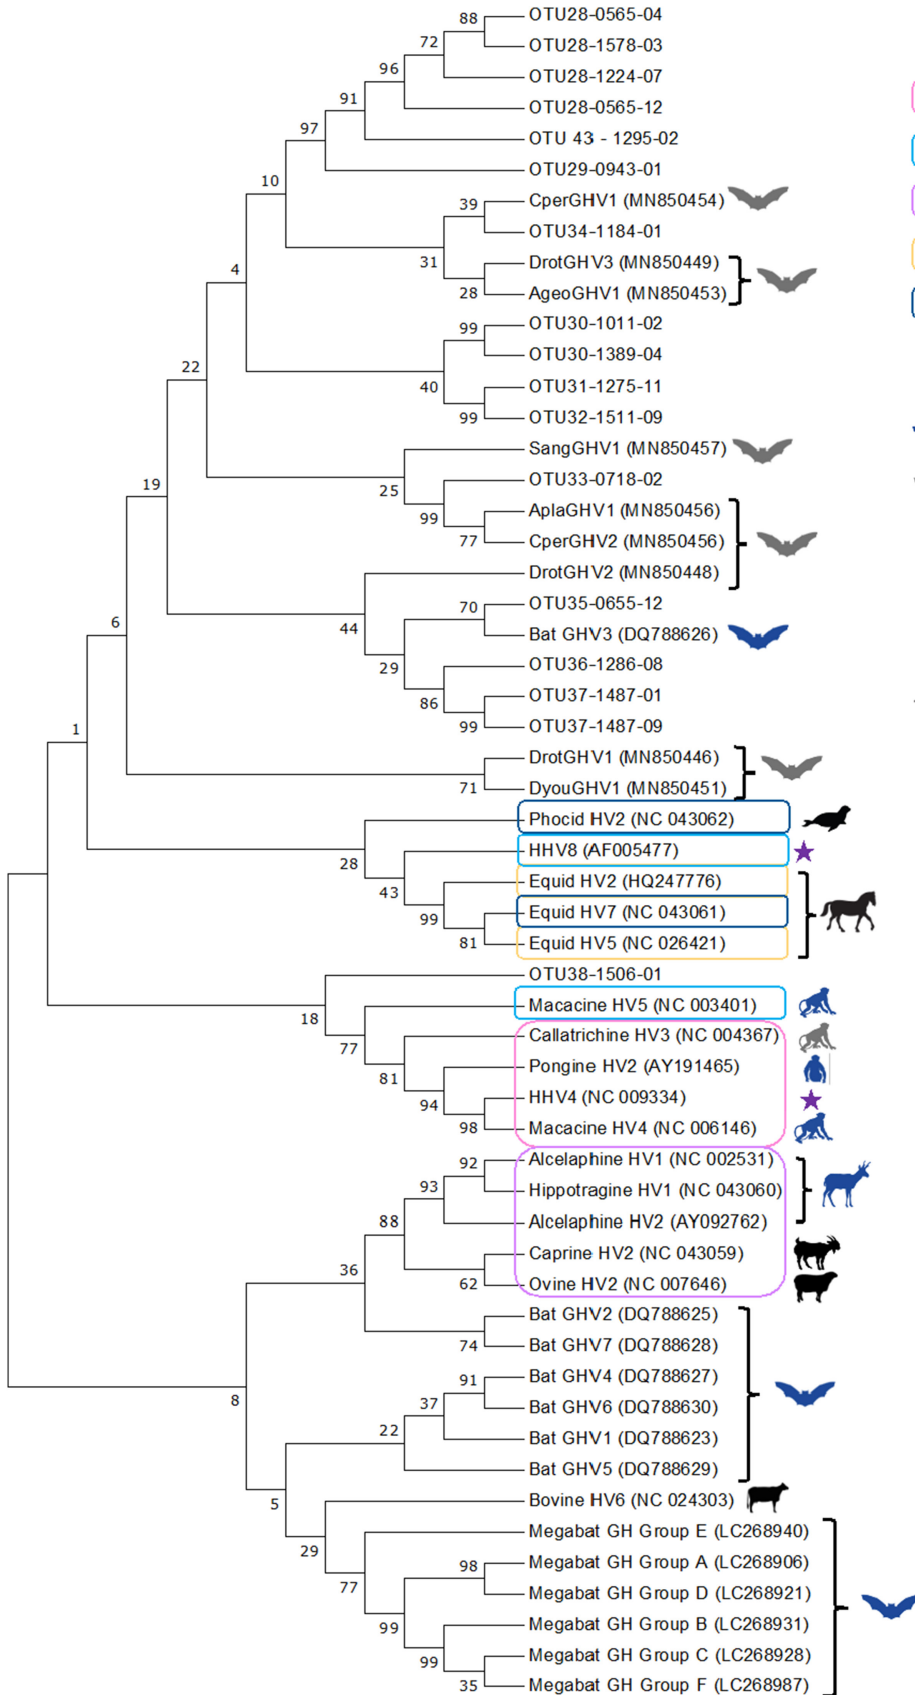 88
OTU28-0565-04
72
OTU28-1578-03
96
OTU28-1224-07
91
OTU28-0565-12
97
OTU 43 - 1295-02
10
OTU29-0943-01
39
CperGHV1 (MN850454)
OTU34-1184-01
31
DrotGHV3 (MN850449)
4
28
AgeoGHV1 (MN850453)
99
OTU30-1011-02
OTU30-1389-04
22
40
OTU31-1275-11
99
OTU32-1511-09
SangGHV1 (MN850457)
19
25
OTU33-0718-02
99
AplaGHV1 (MN850456)
77
CperGHV2 (MN850456)
DrotGHV2 (MN850448)
6
44
70
OTU35-0655-12
Bat GHV3 (DQ788626)
29
OTU36-1286-08
86
OTU37-1487-01
1
99
OTU37-1487-09
DrotGHV1 (MN850446)
71
DyouGHV1 (MN850451)
Phocid HV2 (NC 043062)
28
HHV8 (AF005477)
43
Equid HV2 (HQ247776)
99
Equid HV7 (NC 043061)
81
Equid HV5 (NC 026421)
OTU38-1506-01
18
Macacine HV5 (NC 003401)
77
Callatrichine HV3 (NC 004367)
81
Pongine HV2 (AY191465)
94
HHV4 (NC 009334)
98
Macacine HV4 (NC 006146)
92
Alcelaphine HV1 (NC 002531)
93
Hippotragine HV1 (NC 043060)
88
Alcelaphine HV2 (AY092762)
36
Caprine HV2 (NC 043059)
62
Ovine HV2 (NC 007646)
Bat GHV2 (DQ788625)
74
Bat GHV7 (DQ788628)
8
91
Bat GHV4 (DQ788627)
37
Bat GHV6 (DQ788630)
22
Bat GHV1 (DQ788623)
Bat GHV5 (DQ788629)
5
Bovine HV6 (NC 024303)
29
Megabat GH Group E (LC268940)
77
98
Megabat GH Group A (LC268906)
Megabat GH Group D (LC268921)
99
Megabat GH Group B (LC268931)
99
Megabat GH Group C (LC268928)
35
Megabat GH Group F (LC268987)